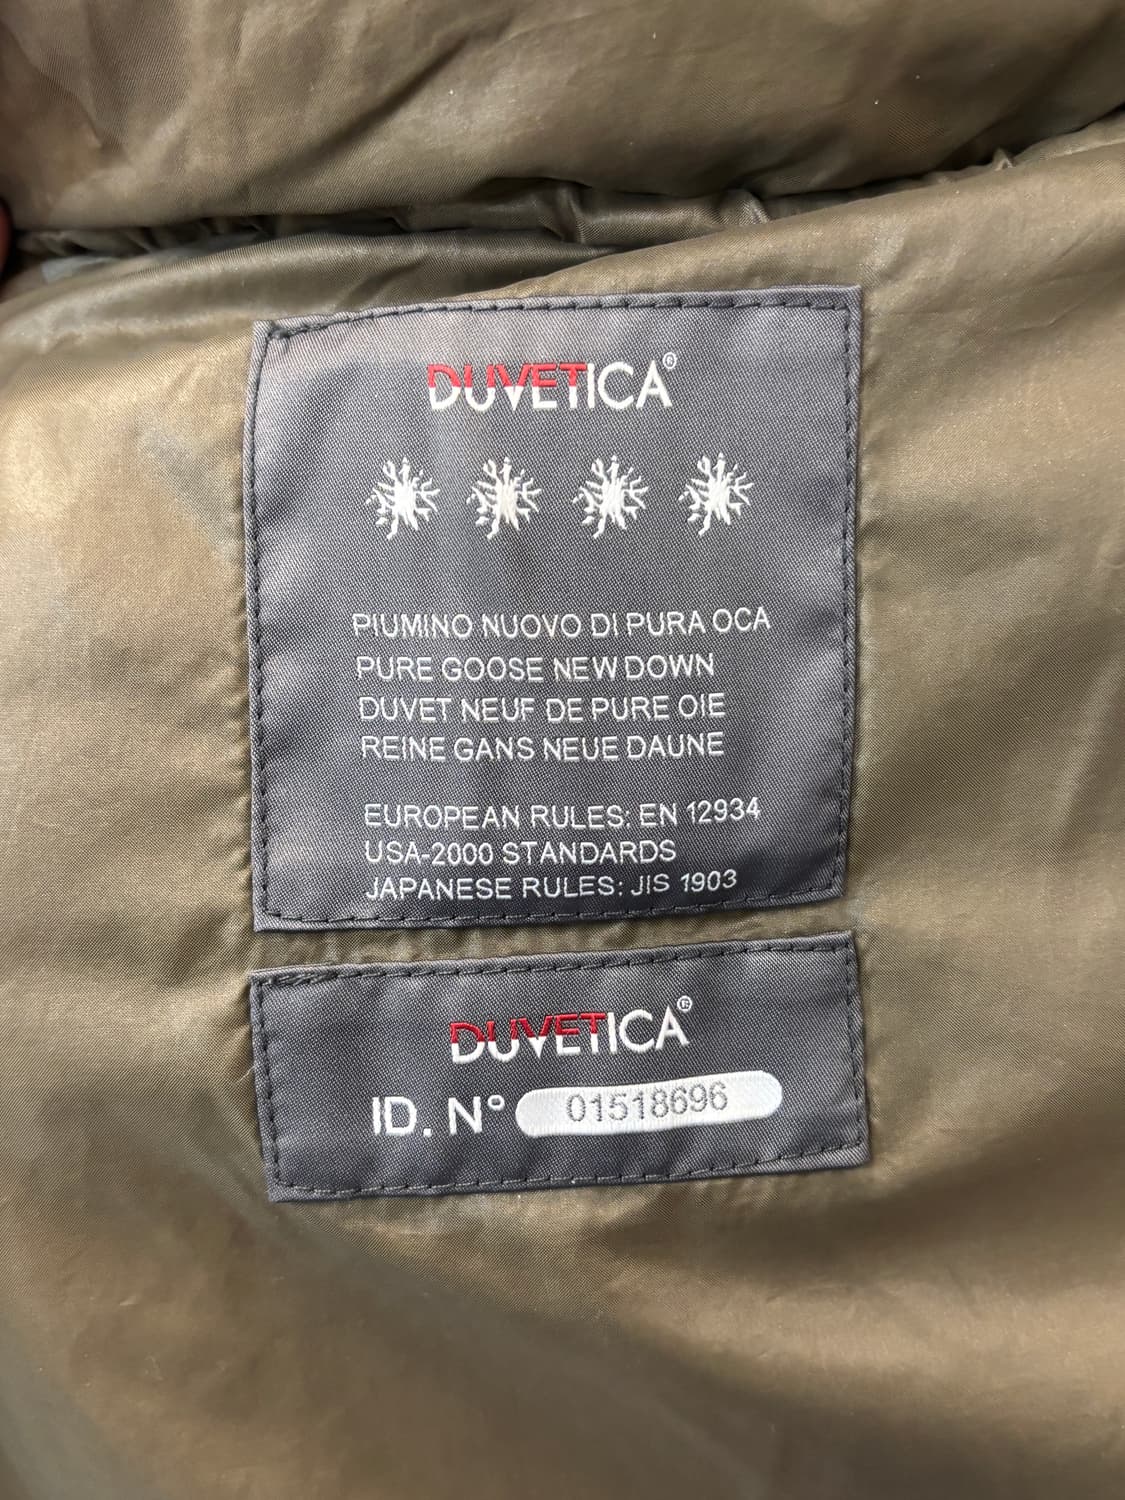 DUVETICA®
PIUMINO NUOVO DI PURA OCA
PURE GOOSE NEW DOWN
DUVET NEUF DE PURE OIE
REINE GANS NEUE DAUNE
EUROPEAN RULES: EN 12934
USA-2000 STANDARDS
JAPANESE RULES: JIS 1903
DUVETICA®
ID. N° 01518696